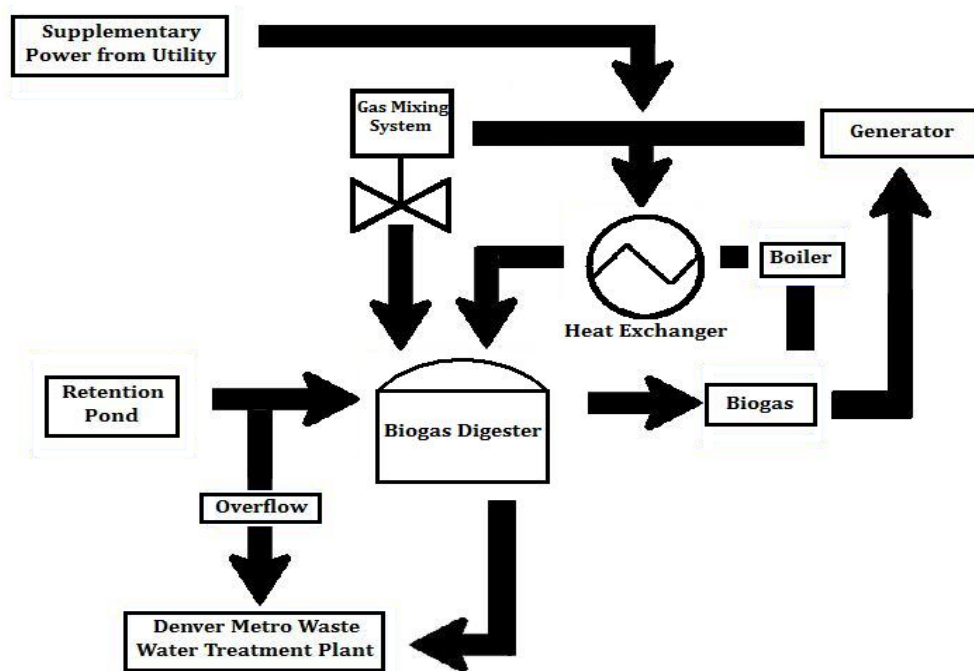 Supplementary
Power from Utility
Gas Mixing
System
Generator
Boiler
Heat Exchanger
Retention
Pond
Biogas Digester
Biogas
Overflow
Denver Metro Waste
Water Treatment Plant